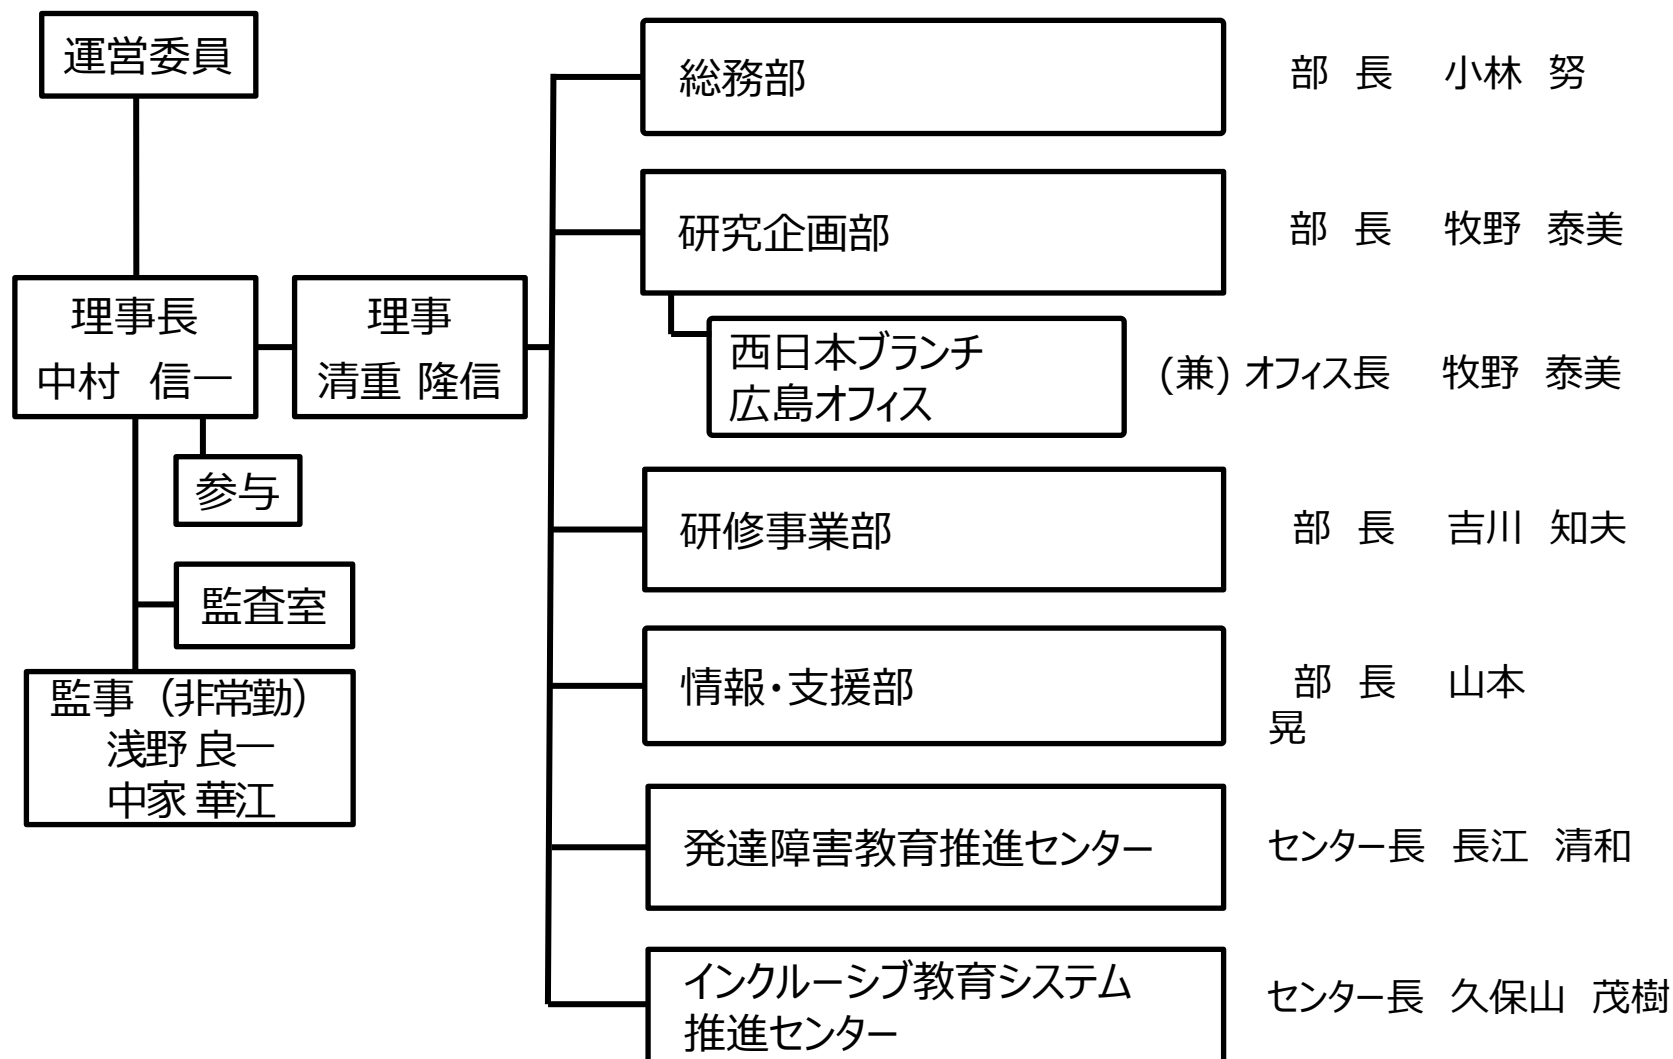 運営委員
理事長
中村 信一
理事
清重 隆信
参与
監査室
監事（非常勤）
浅野 良一
中家 華江
総務部
部 長 小林 努
研究企画部
部 長 牧野 泰美
西日本ブランチ
広島オフィス
(兼) オフィス長 牧野 泰美
研修事業部
部 長 吉川 知夫
情報・支援部
部 長 山本
晃
発達障害教育推進センター
センター長 長江 清和
インクルーシブ教育システム
推進センター
センター長 久保山 茂樹